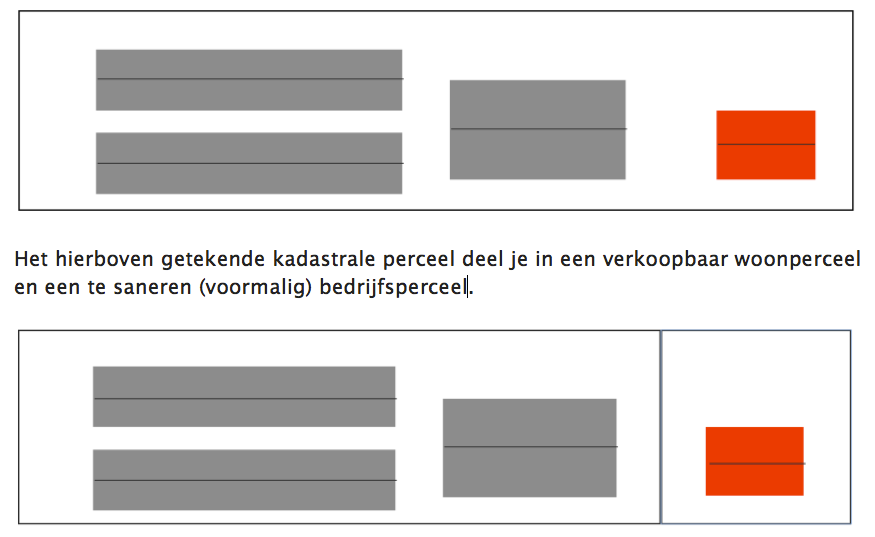 Het hierboven getekende kadastrale perceel deel je in een verkoopbaar woonperceel
en een te saneren (voormalig) bedrijfsperceel.